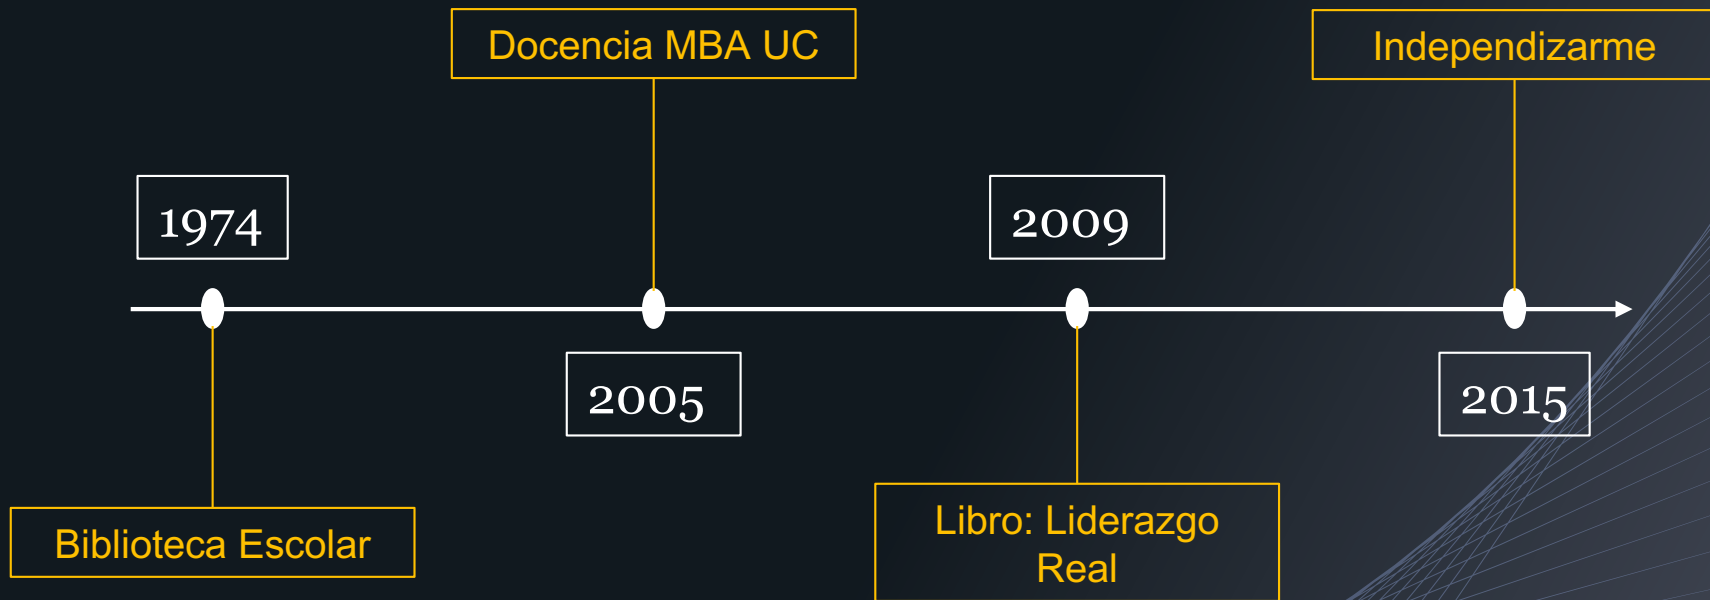 Docencia MBA UC
Independizarme
1974
2009
2005
2015
Biblioteca Escolar
Libro: Liderazgo
Real